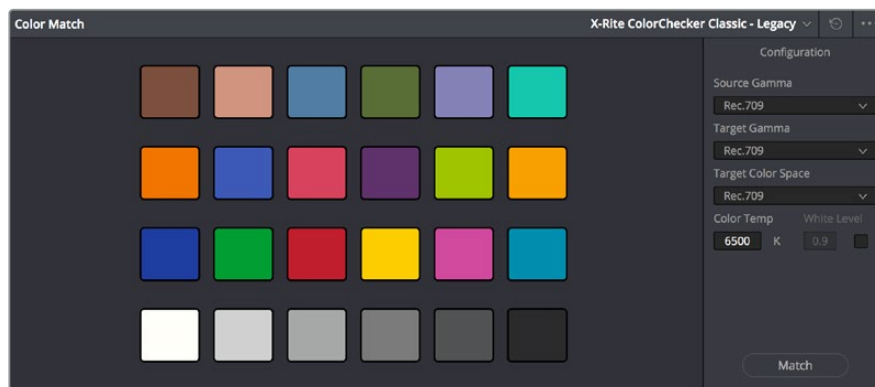 Color Match
X-Rite ColorChecker Classic - Legacy
Configuration
Source Gamma
Rec.709
Target Gamma
Rec.709
Target Color Space
Rec.709
Color Temp White Level
6500 K 0.9
Match